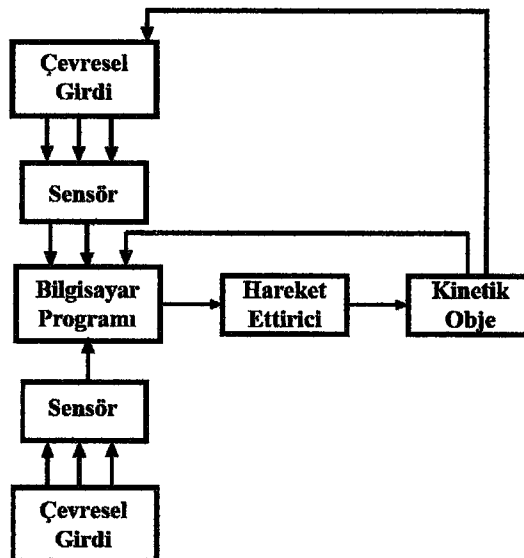 Çevresel
Girdi
Sensör
Bilgisayar
Programı
Hareket
Ettirici
Kinetik
Obje
Sensör
Çevresel
Girdi